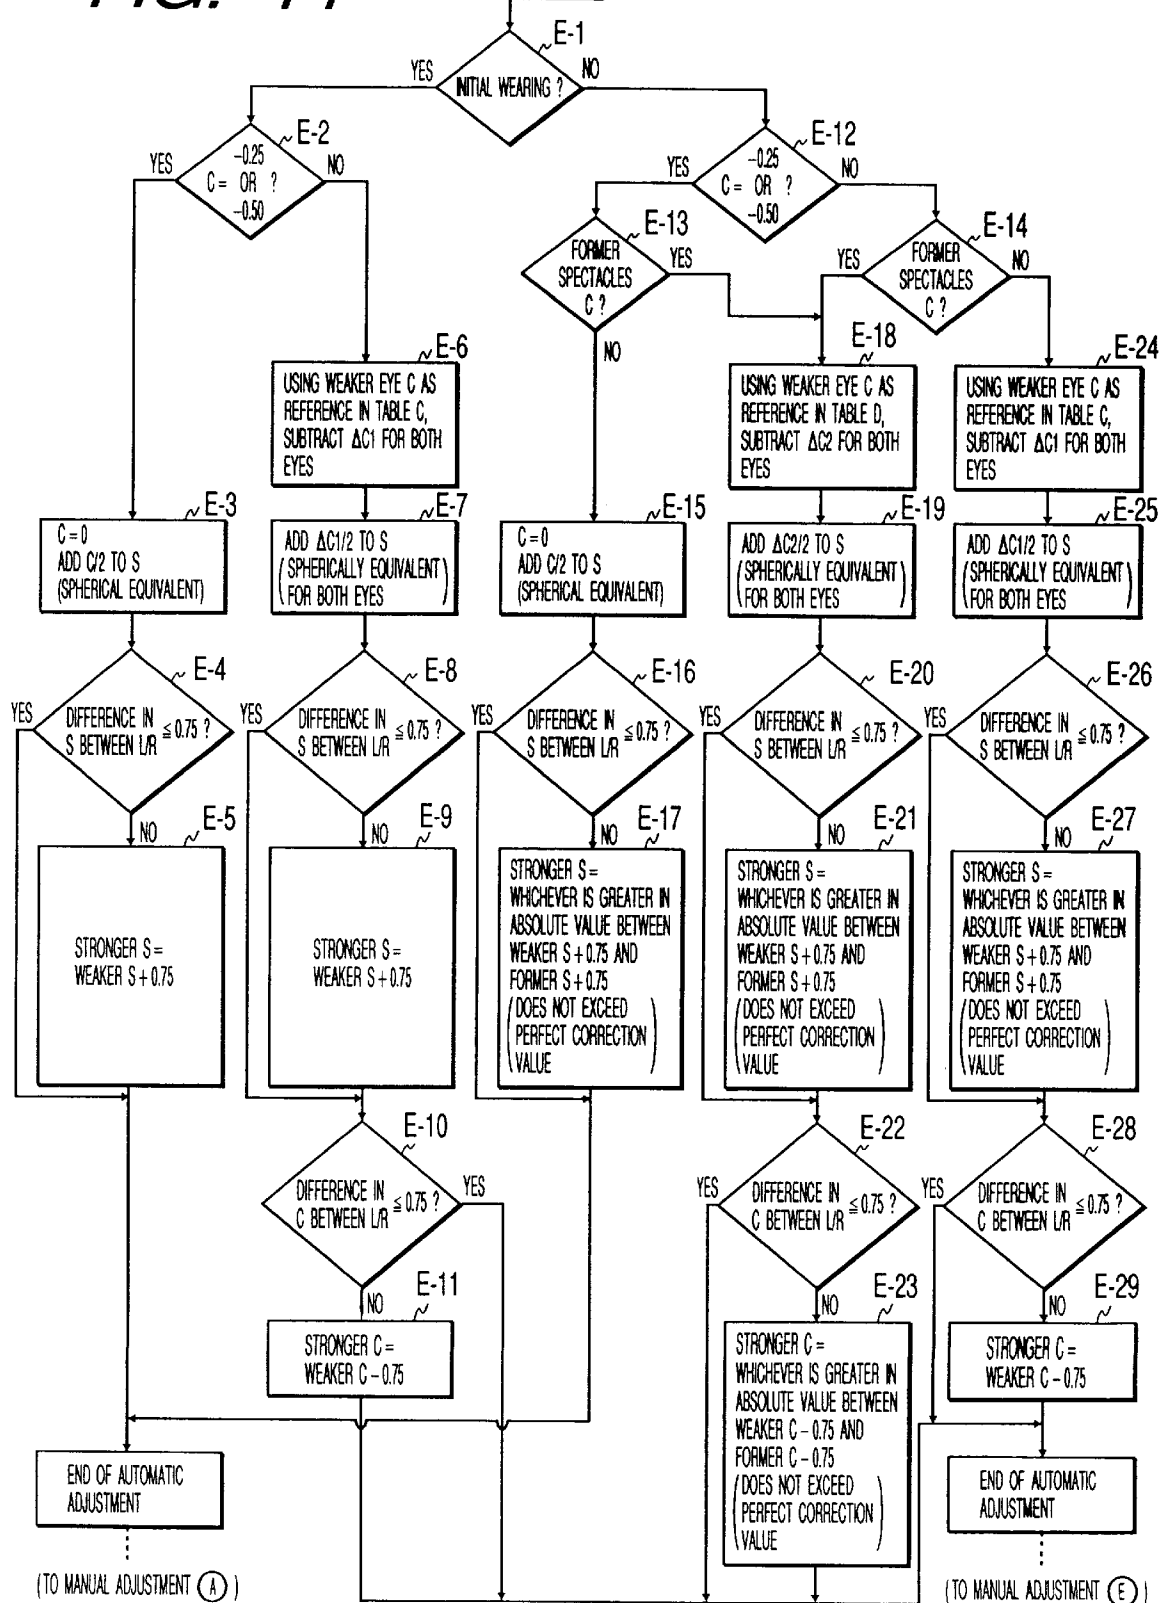 E-1
YES
INITIAL WEARING ?
NO
E-2
YES
-0.25
C = OR ?
-0.50
NO
E-12
YES
-0.25
C = OR ?
-0.50
NO
E-13
FORMER
SPECTACLES
C ?
YES
NO
E-14
YES
FORMER
SPECTACLES
C ?
NO
E-6
USING WEAKER EYE C AS
REFERENCE IN TABLE C,
SUBTRACT ΔC1 FOR BOTH
EYES
E-18
USING WEAKER EYE C AS
REFERENCE IN TABLE D,
SUBTRACT ΔC2 FOR BOTH
EYES
E-24
USING WEAKER EYE C AS
REFERENCE IN TABLE C,
SUBTRACT ΔC1 FOR BOTH
EYES
E-3
C = 0
ADD C/2 TO S
(SPHERICAL EQUIVALENT)
E-7
ADD ΔC1/2 TO S
(SPHERICALLY EQUIVALENT
FOR BOTH EYES)
E-15
C = 0
ADD C/2 TO S
(SPHERICAL EQUIVALENT)
E-19
ADD ΔC2/2 TO S
(SPHERICALLY EQUIVALENT
FOR BOTH EYES)
E-25
ADD ΔC1/2 TO S
(SPHERICALLY EQUIVALENT
FOR BOTH EYES)
E-4
YES
DIFFERENCE IN
S BETWEEN L/R ≦ 0.75 ?
NO
E-8
YES
DIFFERENCE IN
S BETWEEN L/R ≦ 0.75 ?
NO
E-16
YES
DIFFERENCE IN
S BETWEEN L/R ≦ 0.75 ?
NO
E-20
YES
DIFFERENCE IN
S BETWEEN L/R ≦ 0.75 ?
NO
E-26
YES
DIFFERENCE IN
S BETWEEN L/R ≦ 0.75 ?
NO
E-5
STRONGER S =
WEAKER S + 0.75
E-9
STRONGER S =
WEAKER S + 0.75
E-17
STRONGER S =
WHICHEVER IS GREATER IN
ABSOLUTE VALUE BETWEEN
WEAKER S + 0.75 AND
FORMER S + 0.75
(DOES NOT EXCEED
PERFECT CORRECTION
VALUE)
E-21
STRONGER S =
WHICHEVER IS GREATER IN
ABSOLUTE VALUE BETWEEN
WEAKER S + 0.75 AND
FORMER S + 0.75
(DOES NOT EXCEED
PERFECT CORRECTION
VALUE)
E-27
STRONGER S =
WHICHEVER IS GREATER IN
ABSOLUTE VALUE BETWEEN
WEAKER S + 0.75 AND
FORMER S + 0.75
(DOES NOT EXCEED
PERFECT CORRECTION
VALUE)
E-10
DIFFERENCE IN
C BETWEEN L/R ≦ 0.75 ?
YES
NO
E-22
YES
DIFFERENCE IN
C BETWEEN L/R ≦ 0.75 ?
NO
E-28
YES
DIFFERENCE IN
C BETWEEN L/R ≦ 0.75 ?
NO
E-11
STRONGER C =
WEAKER C - 0.75
E-23
STRONGER C =
WHICHEVER IS GREATER IN
ABSOLUTE VALUE BETWEEN
WEAKER C - 0.75 AND
FORMER C - 0.75
(DOES NOT EXCEED
PERFECT CORRECTION
VALUE)
E-29
STRONGER C =
WEAKER C - 0.75
END OF AUTOMATIC
ADJUSTMENT
(TO MANUAL ADJUSTMENT A)
END OF AUTOMATIC
ADJUSTMENT
(TO MANUAL ADJUSTMENT E)